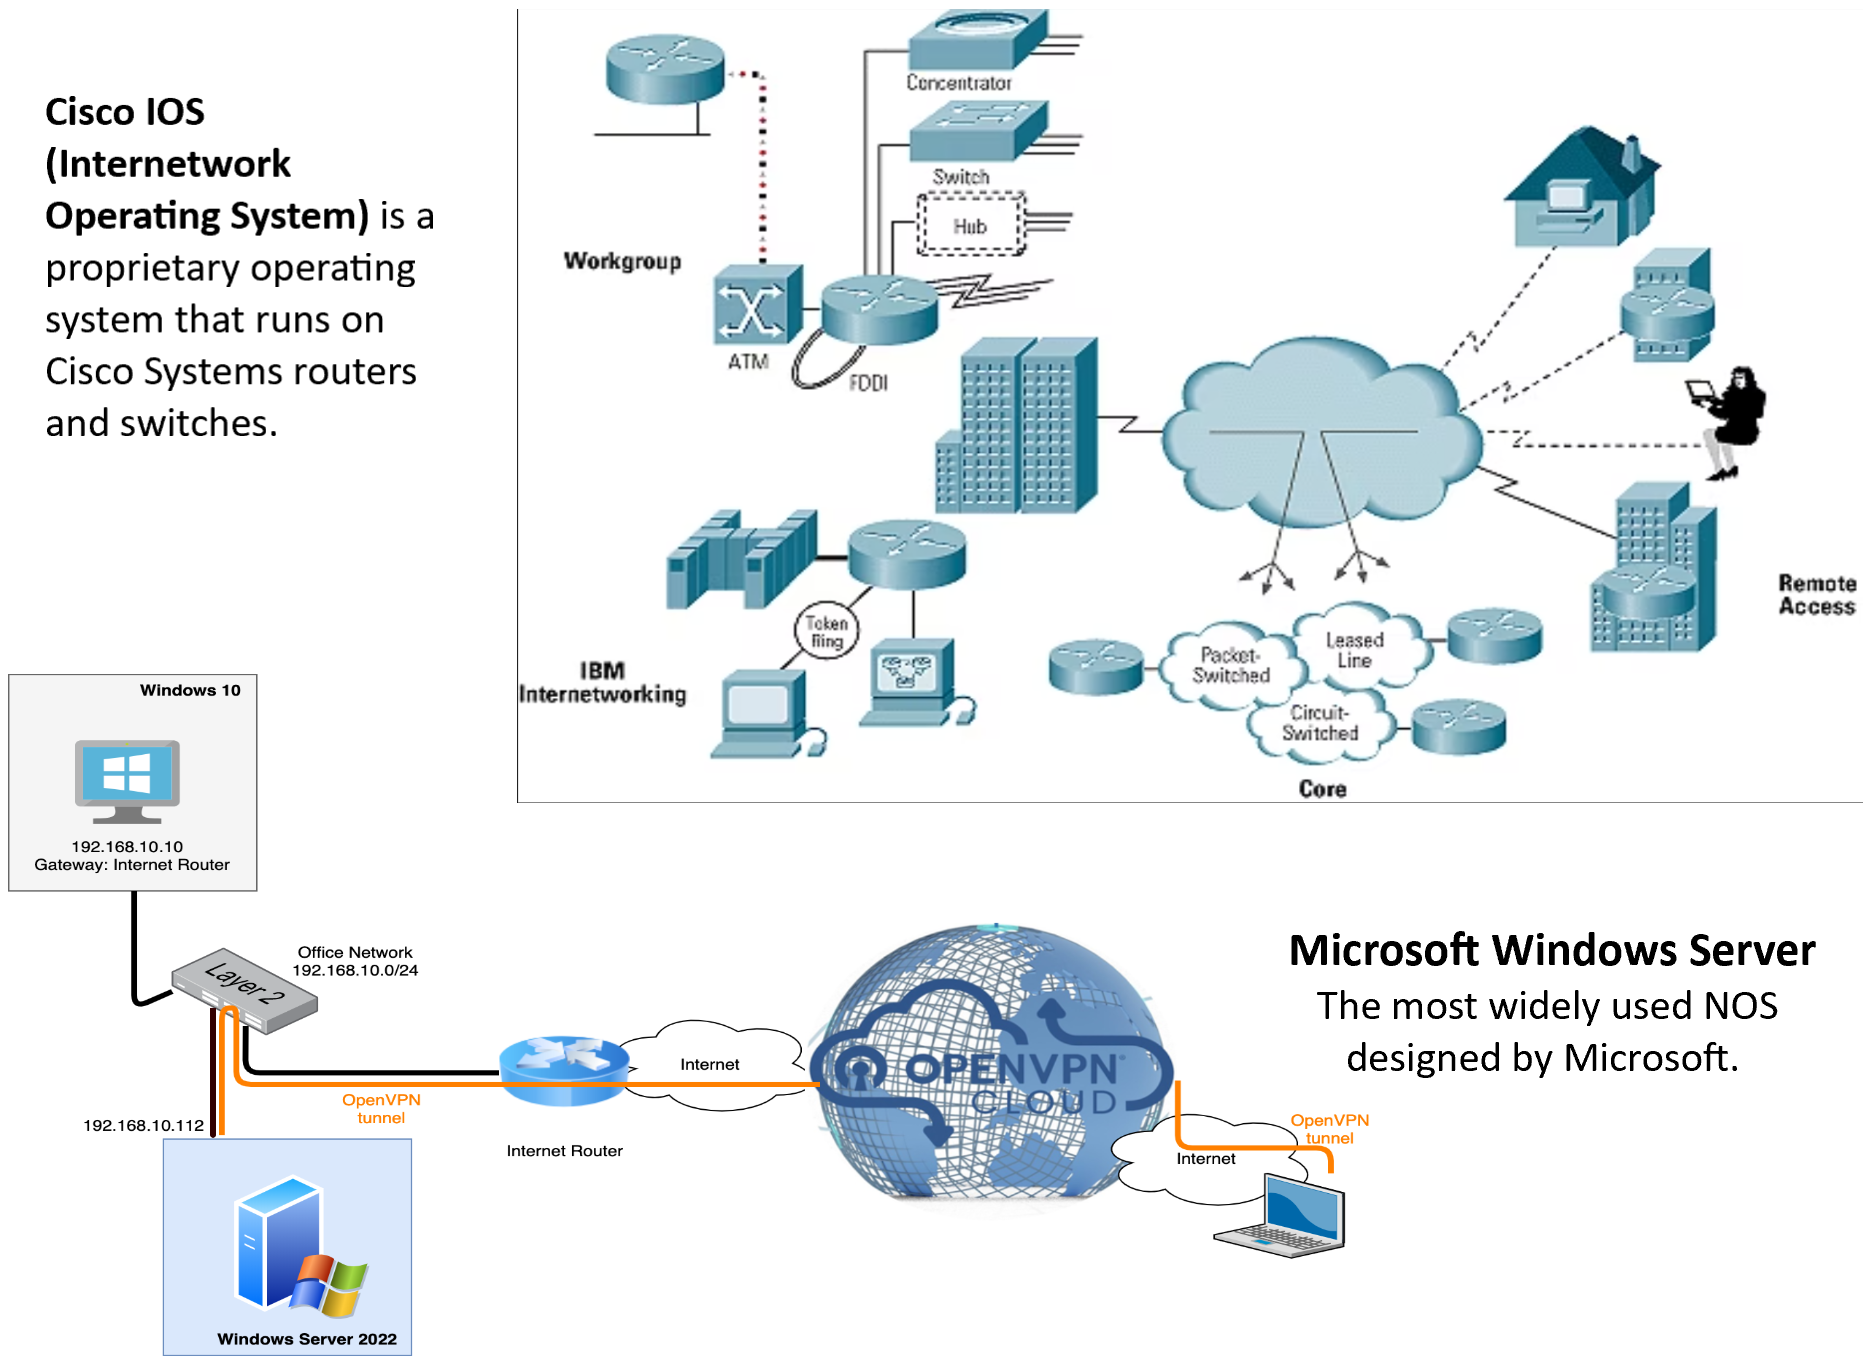 Cisco IOS
(Internetwork
Operating System) is a
proprietary operating
system that runs on
Cisco Systems routers
and switches.
Concentrator
Switch
Hub
Workgroup
ATM
FDDI
Token
Ring
IBM
Internetworking
Packet-
Switched
Leased
Line
Circuit-
Switched
Core
Remote
Access
Windows 10
192.168.10.10
Gateway: Internet Router
Layer 2
Office Network
192.168.10.0/24
OpenVPN
tunnel
192.168.10.112
Windows Server 2022
Internet Router
Internet
OPENVPN®
CLOUD
Internet
OpenVPN
tunnel
Microsoft Windows Server
The most widely used NOS
designed by Microsoft.